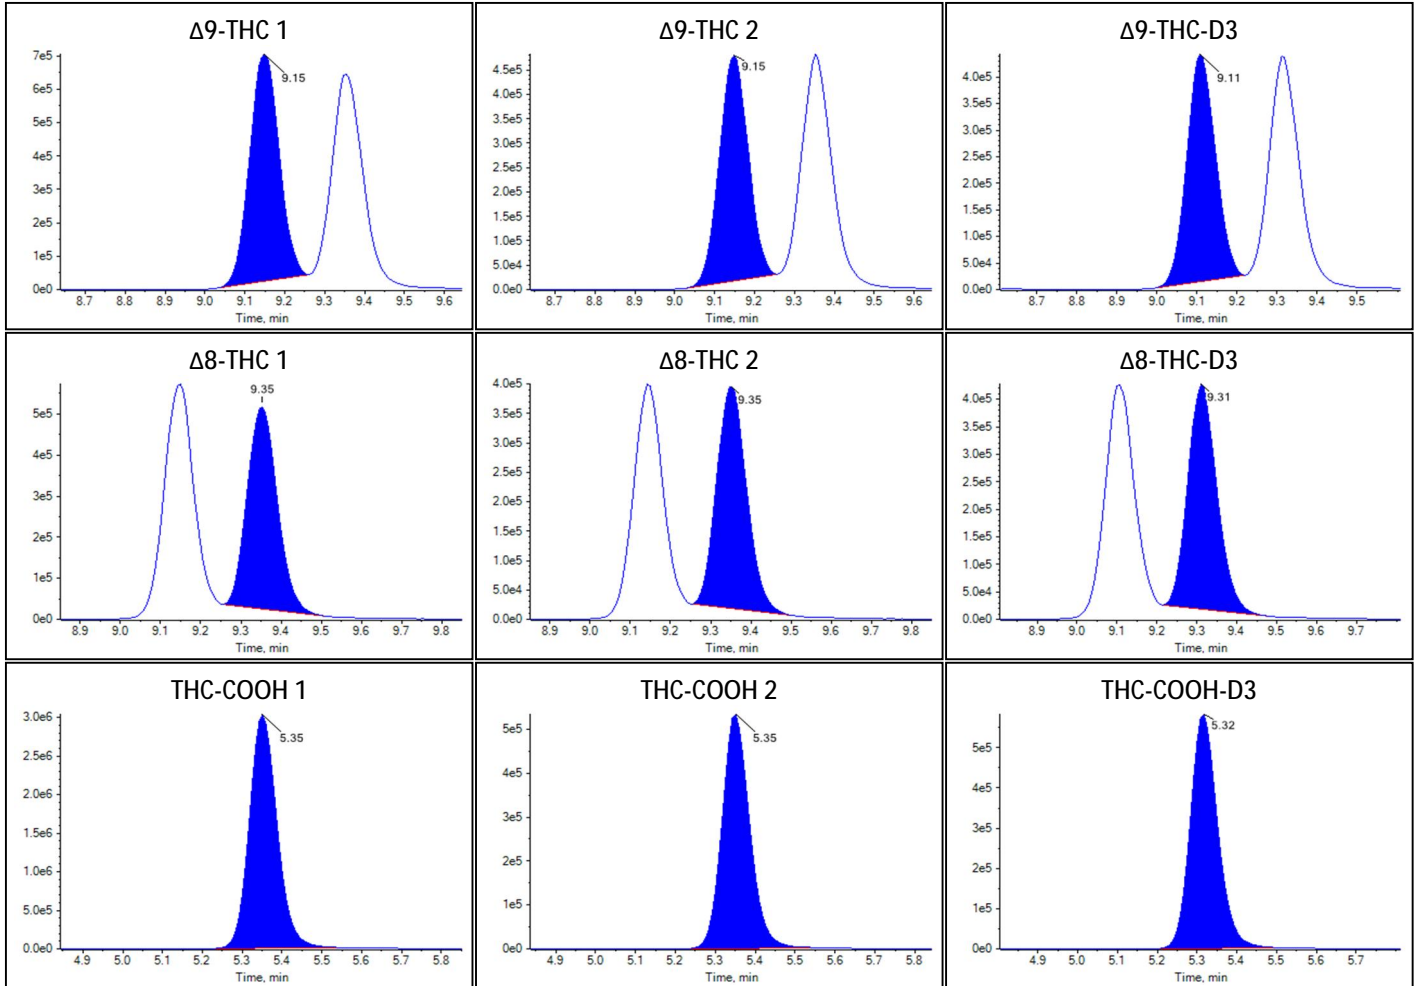 Δ9-THC 1
7e5
6e5
5e5
4e5
3e5
2e5
1e5
0e0
9.15
8.7 8.8 8.9 9.0 9.1 9.2 9.3 9.4 9.5 9.6
Time, min
Δ9-THC 2
4.5e5
4.0e5
3.5e5
3.0e5
2.5e5
2.0e5
1.5e5
1.0e5
5.0e4
0.0e0
9.15
8.7 8.8 8.9 9.0 9.1 9.2 9.3 9.4 9.5 9.6
Time, min
Δ9-THC-D3
4.0e5
3.5e5
3.0e5
2.5e5
2.0e5
1.5e5
1.0e5
5.0e4
0.0e0
9.11
8.7 8.8 8.9 9.0 9.1 9.2 9.3 9.4 9.5
Time, min
Δ8-THC 1
5e5
4e5
3e5
2e5
1e5
0e0
9.35
8.9 9.0 9.1 9.2 9.3 9.4 9.5 9.6 9.7 9.8
Time, min
Δ8-THC 2
4.0e5
3.5e5
3.0e5
2.5e5
2.0e5
1.5e5
1.0e5
5.0e4
0.0e0
9.35
8.9 9.0 9.1 9.2 9.3 9.4 9.5 9.6 9.7 9.8
Time, min
Δ8-THC-D3
4.0e5
3.5e5
3.0e5
2.5e5
2.0e5
1.5e5
1.0e5
5.0e4
0.0e0
9.31
8.9 9.0 9.1 9.2 9.3 9.4 9.5 9.6 9.7
Time, min
THC-COOH 1
3.0e6
2.5e6
2.0e6
1.5e6
1.0e6
5.0e5
0.0e0
5.35
4.9 5.0 5.1 5.2 5.3 5.4 5.5 5.6 5.7 5.8
Time, min
THC-COOH 2
5e5
4e5
3e5
2e5
1e5
0e0
5.35
4.9 5.0 5.1 5.2 5.3 5.4 5.5 5.6 5.7 5.8
Time, min
THC-COOH-D3
5e5
4e5
3e5
2e5
1e5
0e0
5.32
4.9 5.0 5.1 5.2 5.3 5.4 5.5 5.6 5.7
Time, min